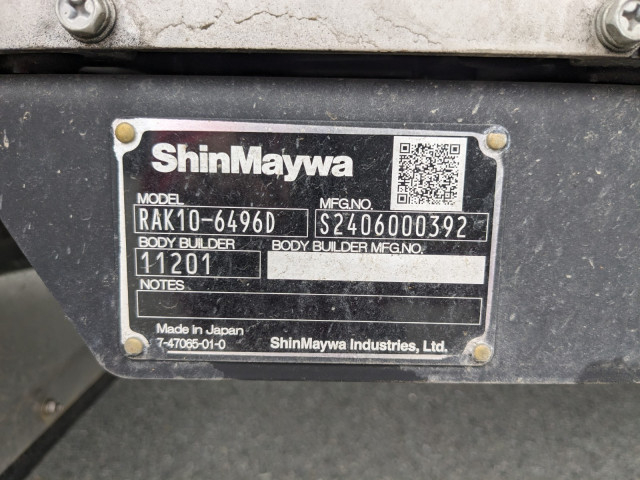 ShinMaywa
MODEL MFG.NO.
RAK10-6496D S2406000392
BODY BUILDER BODY BUILDER MFG.NO.
11201
NOTES
Made in Japan
7-47065-01-0 ShinMaywa Industries, Ltd.